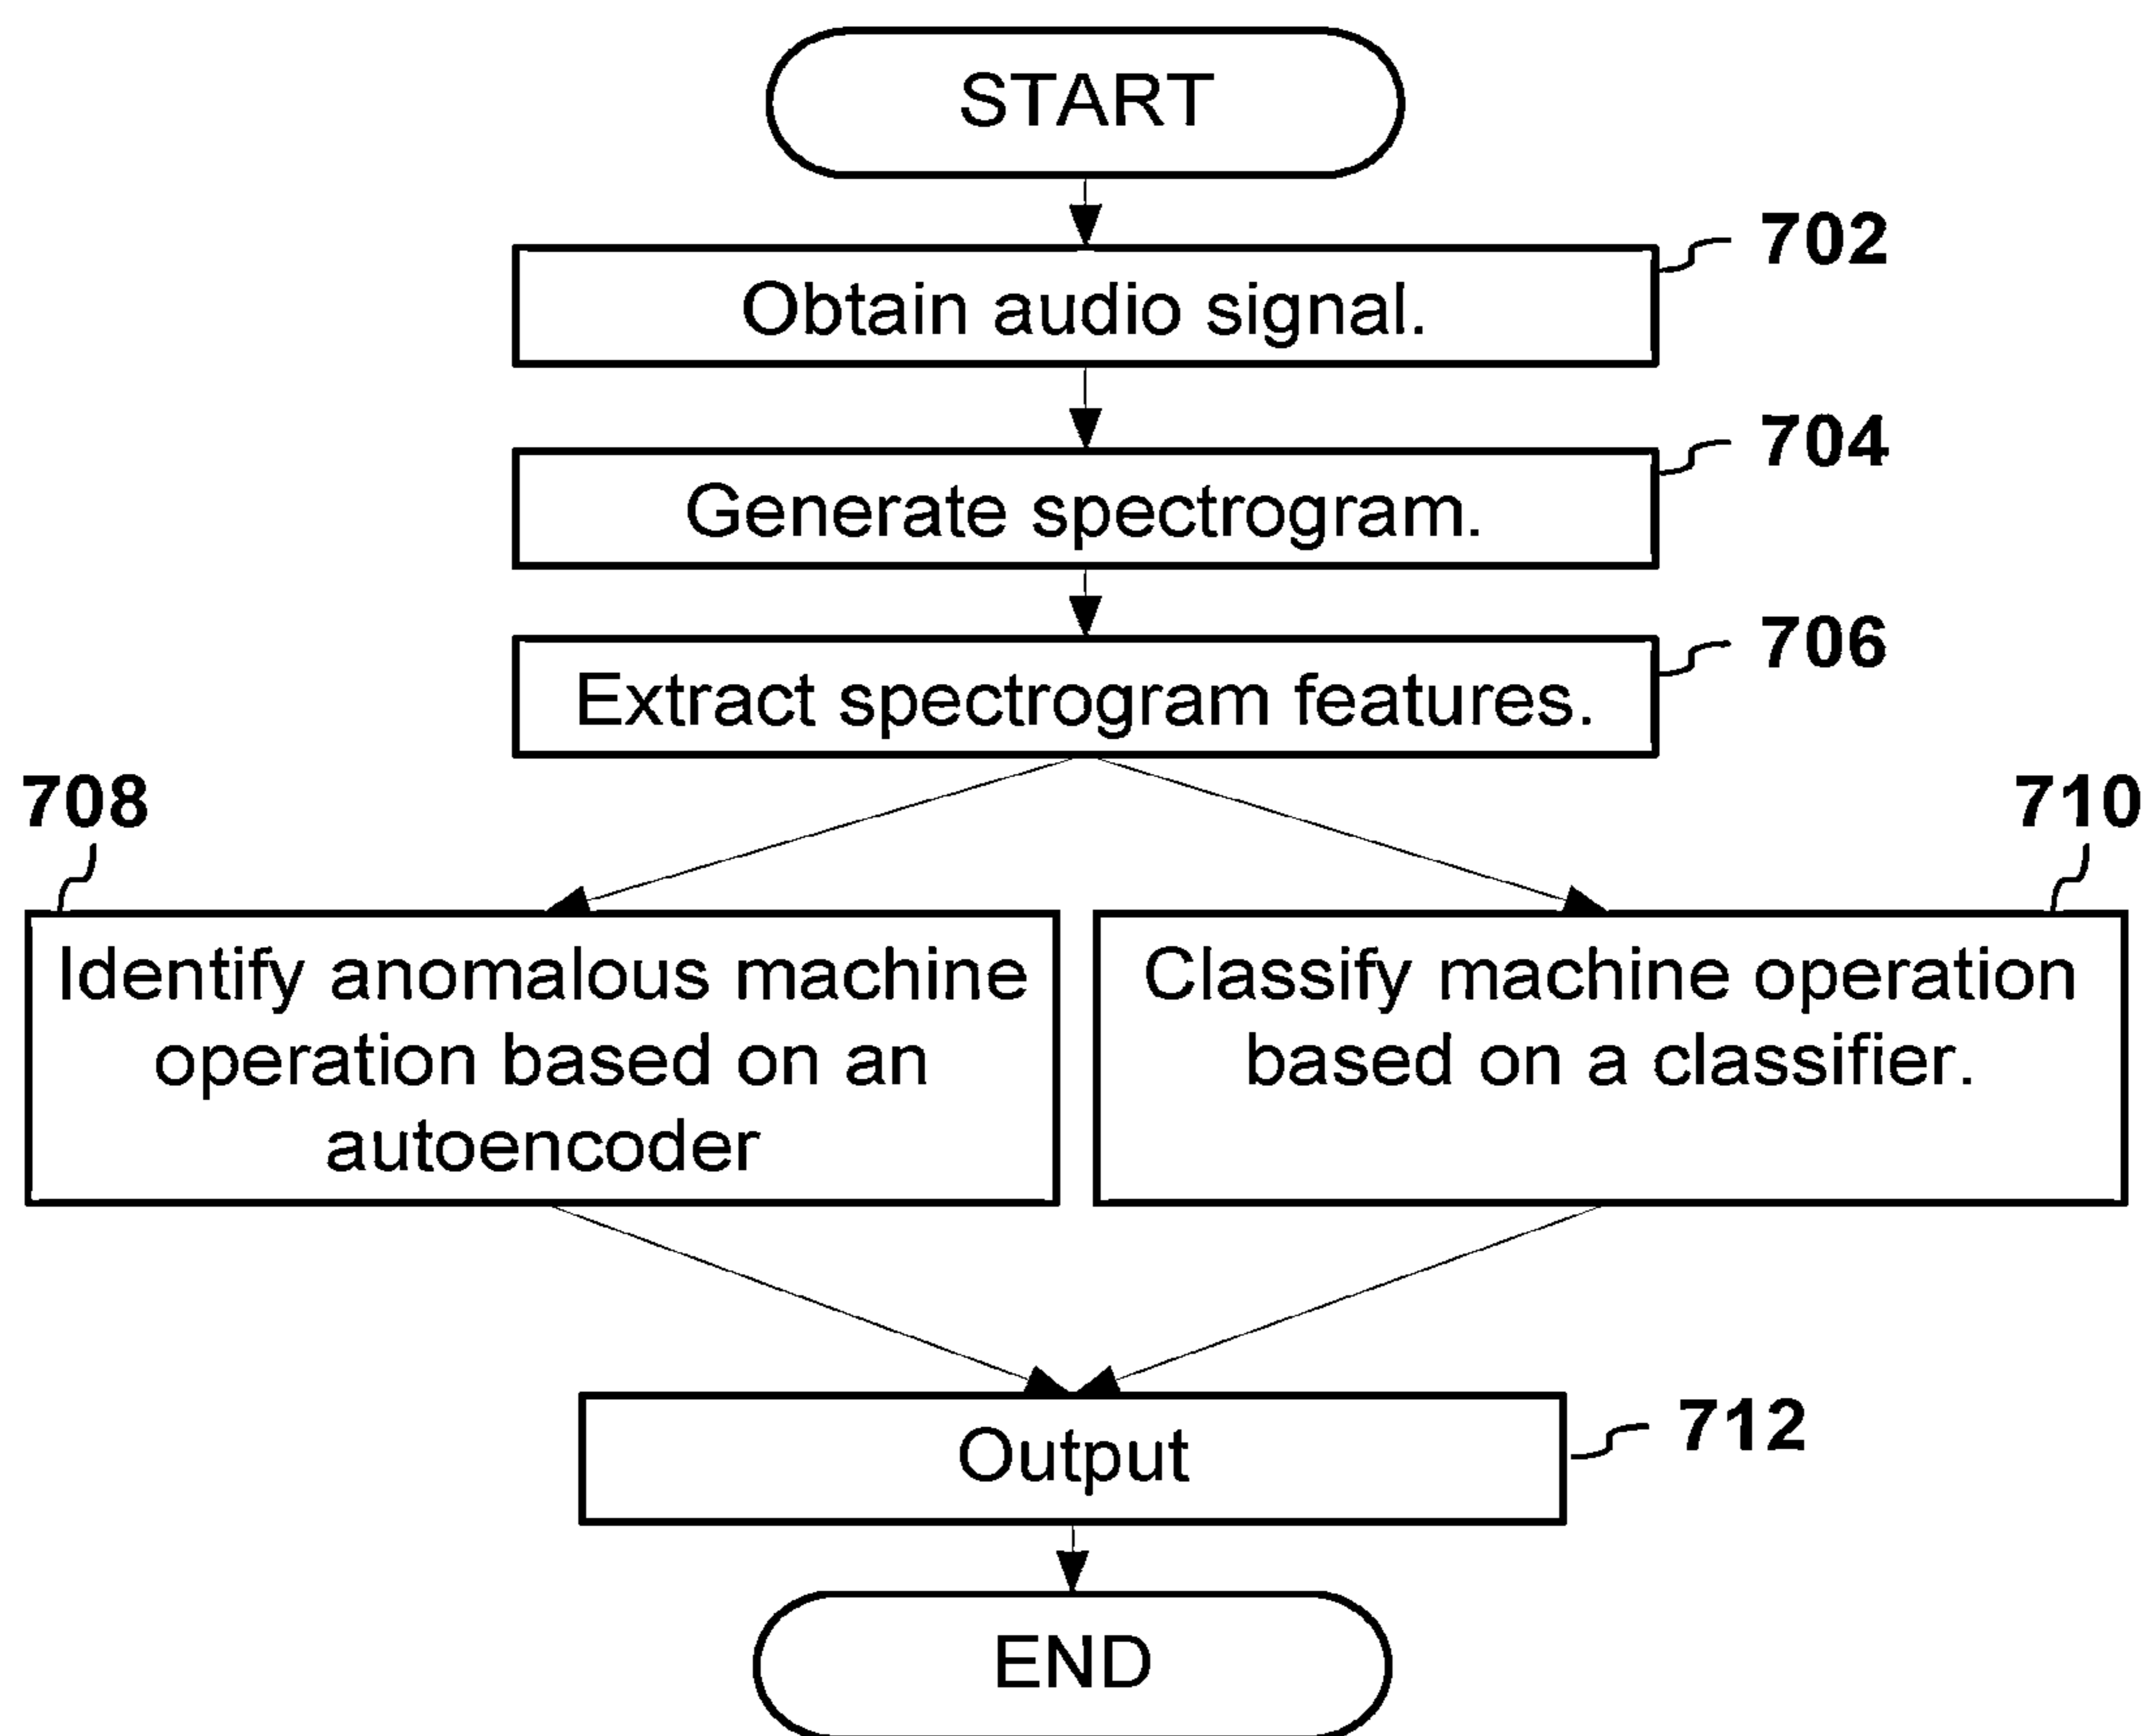 START
702
Obtain audio signal.
704
Generate spectrogram.
706
Extract spectrogram features.
708
710
Identify anomalous machine
operation based on an
autoencoder
Classify machine operation
based on a classifier.
Output
712
END